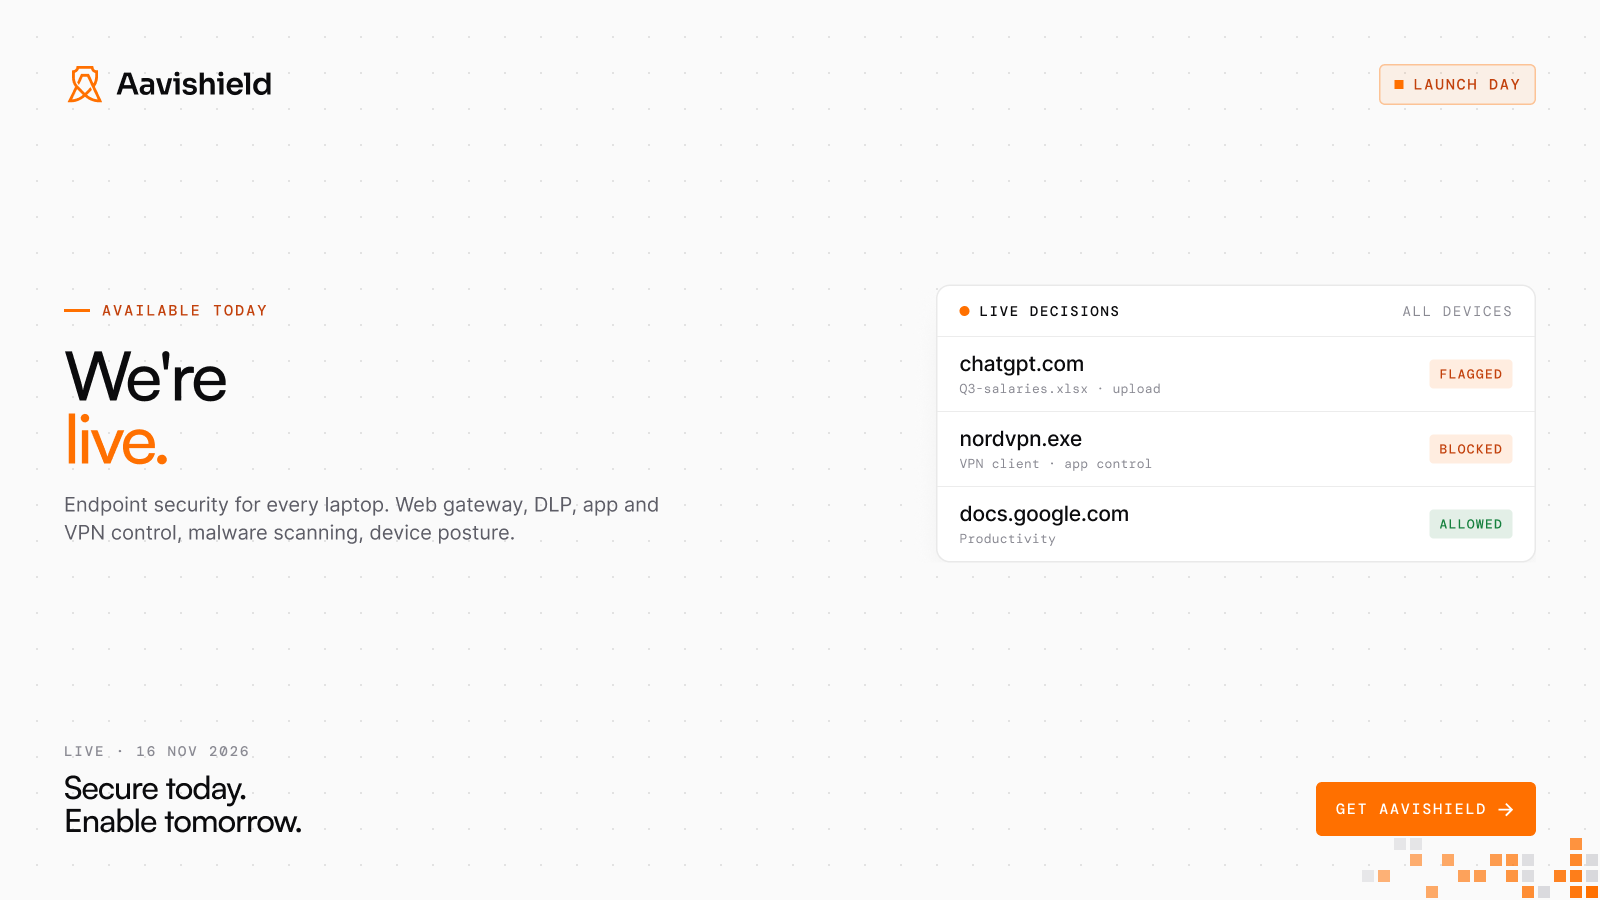 Aavishield
LAUNCH DAY
AVAILABLE TODAY
We're
live.
Endpoint security for every laptop. Web gateway, DLP, app and
VPN control, malware scanning, device posture.
LIVE DECISIONS
ALL DEVICES
chatgpt.com
Q3-salaries.xlsx · upload
FLAGGED
nordvpn.exe
VPN client · app control
BLOCKED
docs.google.com
Productivity
ALLOWED
LIVE · 16 NOV 2026
Secure today.
Enable tomorrow.
GET AAVISHIELD →